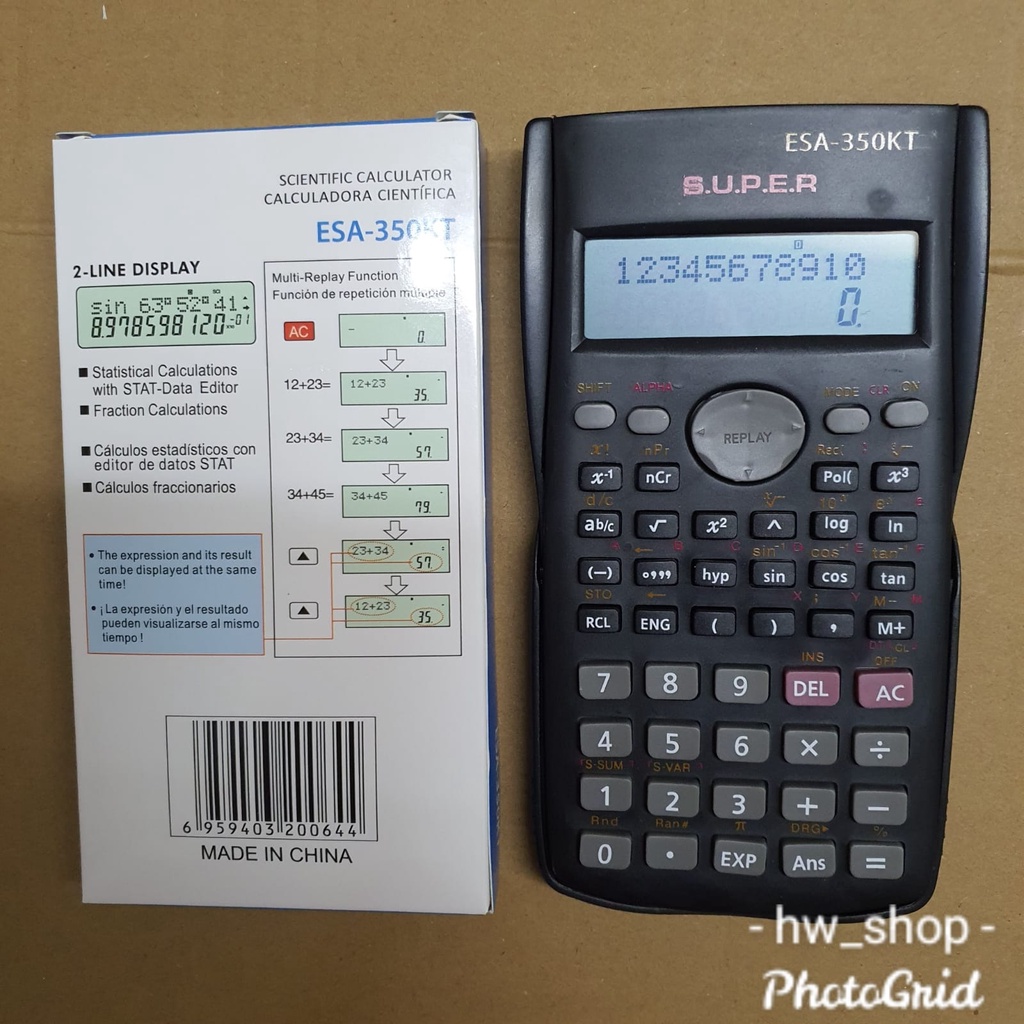 SCIENTIFIC CALCULATOR
CALCULADORA CIENTÍFICA
ESA-350KT
2-LINE DISPLAY
sin 63°52°41
8.978598120-01
■ Statistical Calculations
with STAT-Data Editor
■ Fraction Calculations
■ Cálculos estadísticos con
editor de datos STAT
■ Cálculos fraccionarios
• The expression and its result
can be displayed at the same
time!
• ¡La expresión y el resultado
pueden visualizarse al mismo
tiempo !
Multi-Replay Function
Función de repetición múltiple
AC
0.
12+23=
12+23
35.
23+34=
23+34
57.
34+45=
34+45
79.
23+34
57.
12+23
35.
6 959403 200644
MADE IN CHINA
ESA-350KT
S.U.P.E.R
D
12345678910
0.
SHIFT ALPHA MODE CLR ON
REPLAY
x! nPr Rec( :
x-1 nCr Pol( x³
d/c
ab/c √ x² ^ log ln
sin-1 cos-1 tan-1
(−) °,,, hyp sin cos tan
STO M−
RCL ENG ( ) , M+
INS OFF
7 8 9 DEL AC
4 5 6 × ÷
S-SUM S-VAR
1 2 3 + −
Rnd Ran# π DRG▶ %
0 • EXP Ans =
- hw_shop -
PhotoGrid